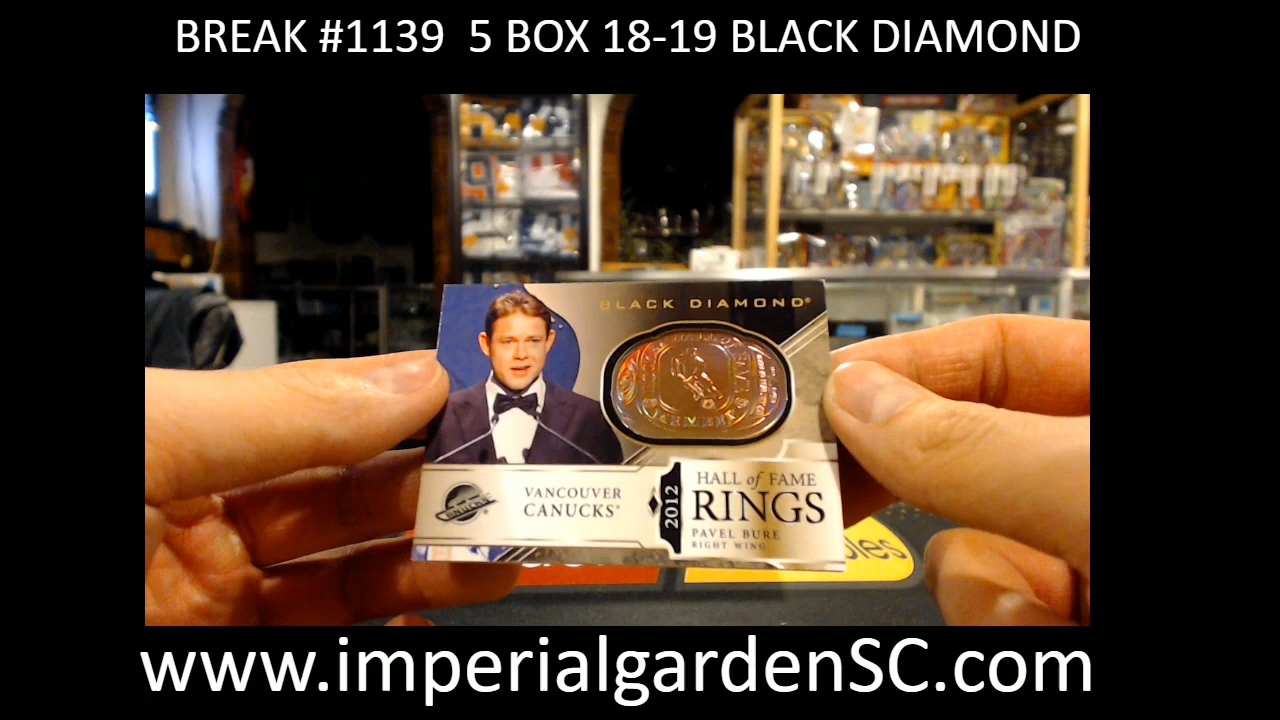 BREAK #1139 5 BOX 18-19 BLACK DIAMOND
BLACK DIAMOND®
VANCOUVER
CANUCKS®
2012
HALL of FAME
RINGS
PAVEL BURE
RIGHT WING
www.imperialgardenSC.com